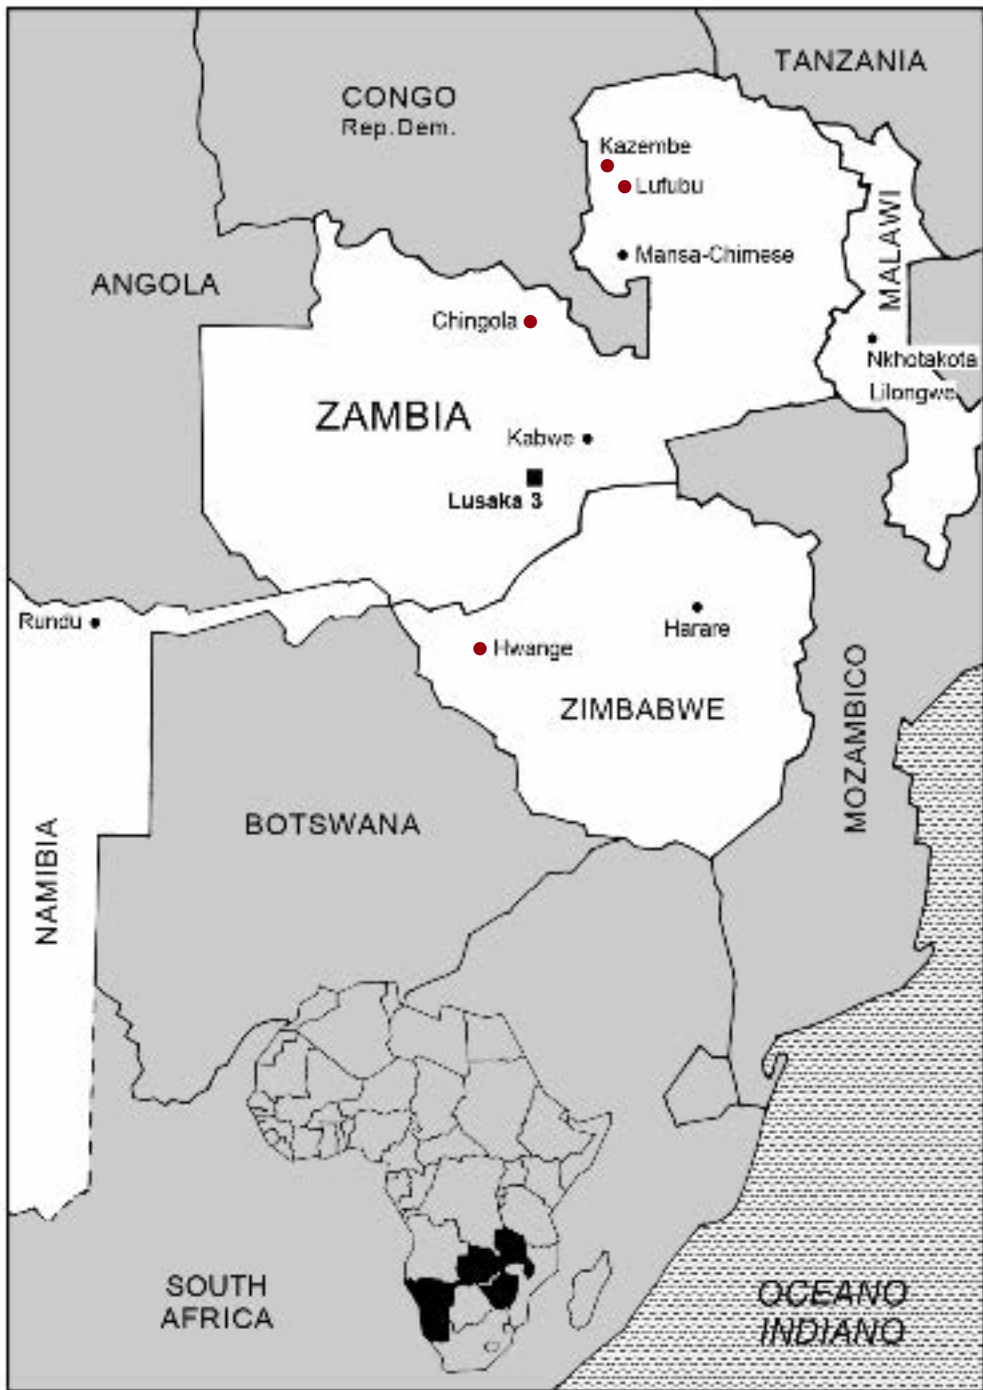 TANZANIA
CONGO
Rep.Dem.
Kazembe
Lufubu
MALAWI
Mansa-Chimese
ANGOLA
Chingola
Nkhotakota
Lilongwe
ZAMBIA
Kabwe
Lusaka 3
Rundu
Harare
Hwange
ZIMBABWE
MOZAMBICO
BOTSWANA
NAMIBIA
SOUTH
AFRICA
OCEANO
INDIANO